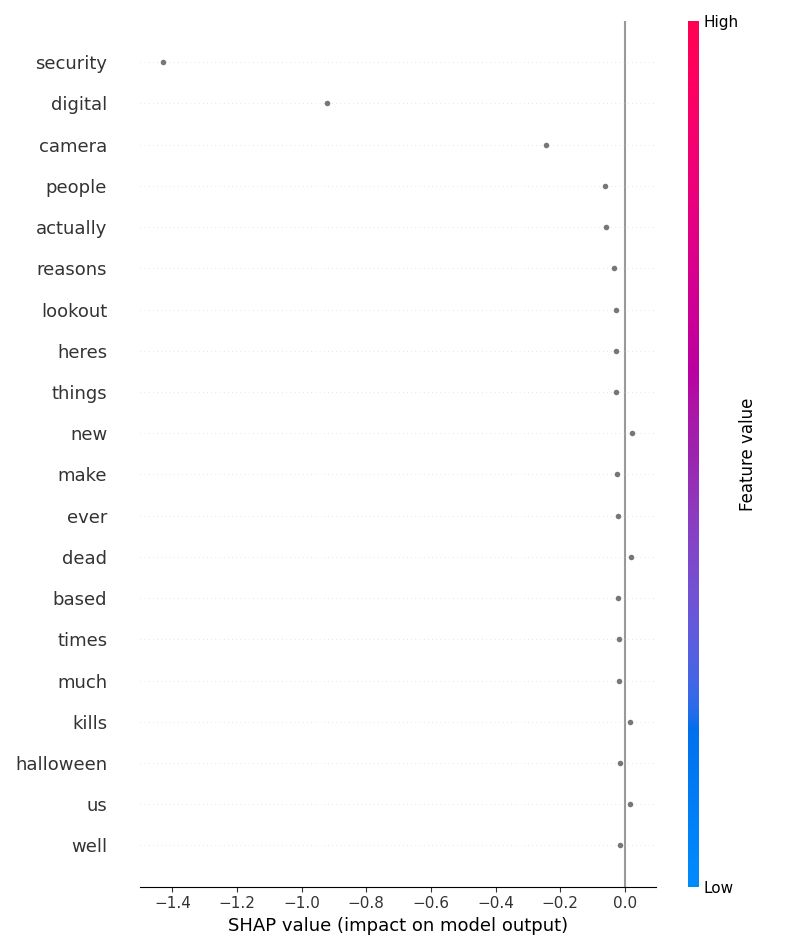 High
security
digital
camera
people
actually
reasons
lookout
heres
things
new
make
ever
dead
based
times
much
kills
halloween
us
well
Feature value
Low
−1.4 −1.2 −1.0 −0.8 −0.6 −0.4 −0.2 0.0
SHAP value (impact on model output)